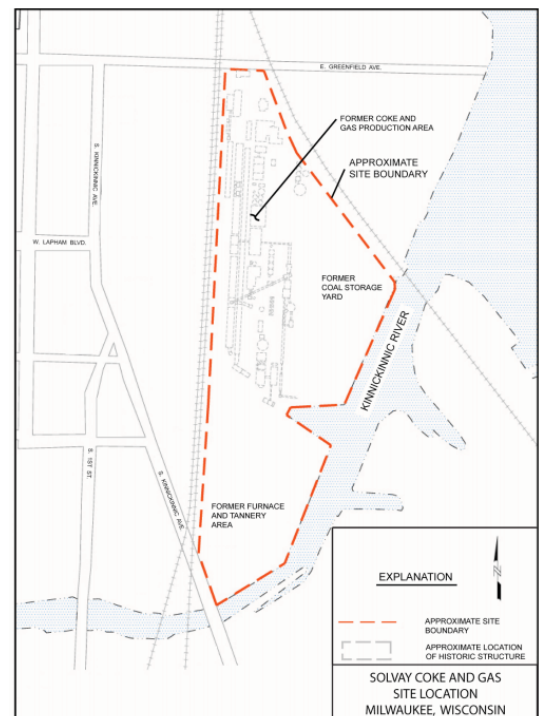 E. GREENFIELD AVE.
FORMER COKE AND
GAS PRODUCTION AREA
APPROXIMATE
SITE BOUNDARY
S. KINNICKINNIC AVE.
W. LAPHAM BLVD.
FORMER
COAL STORAGE
YARD
KINNICKINNIC RIVER
S. 1ST ST.
S. KINNICKINNIC AVE.
FORMER FURNACE
AND TANNERY
AREA
EXPLANATION
N
APPROXIMATE SITE
BOUNDARY
APPROXIMATE LOCATION
OF HISTORIC STRUCTURE
SOLVAY COKE AND GAS
SITE LOCATION
MILWAUKEE, WISCONSIN